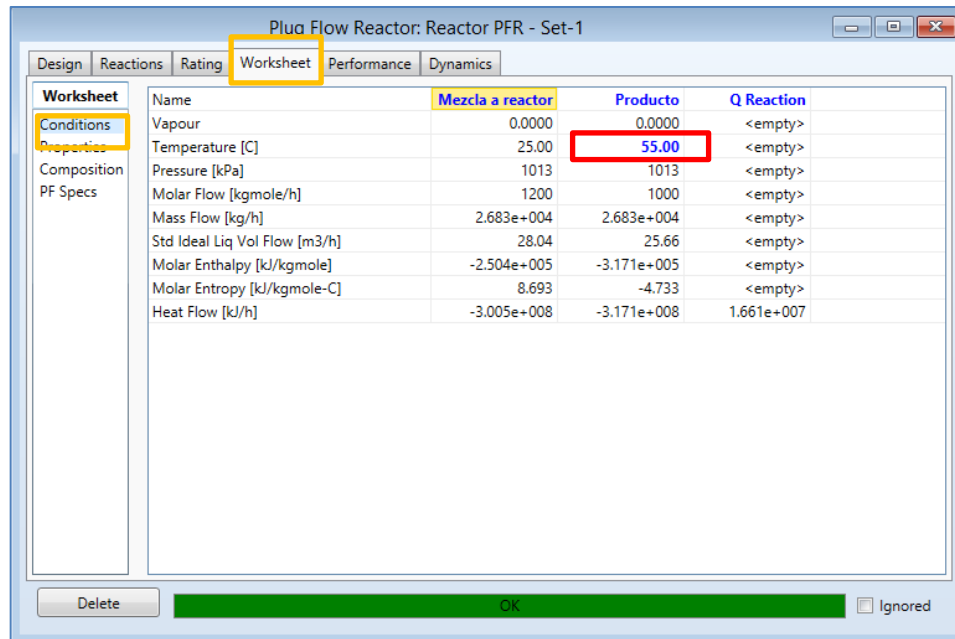 Plug Flow Reactor: Reactor PFR - Set-1
Design Reactions Rating Worksheet Performance Dynamics
Worksheet
Conditions
Properties
Composition
PF Specs
Name Mezcla a reactor Producto Q Reaction
Vapour 0.0000 0.0000 <empty>
Temperature [C] 25.00 55.00 <empty>
Pressure [kPa] 1013 1013 <empty>
Molar Flow [kgmole/h] 1200 1000 <empty>
Mass Flow [kg/h] 2.683e+004 2.683e+004 <empty>
Std Ideal Liq Vol Flow [m3/h] 28.04 25.66 <empty>
Molar Enthalpy [kJ/kgmole] -2.504e+005 -3.171e+005 <empty>
Molar Entropy [kJ/kgmole-C] 8.693 -4.733 <empty>
Heat Flow [kJ/h] -3.005e+008 -3.171e+008 1.661e+007
Delete OK Ignored